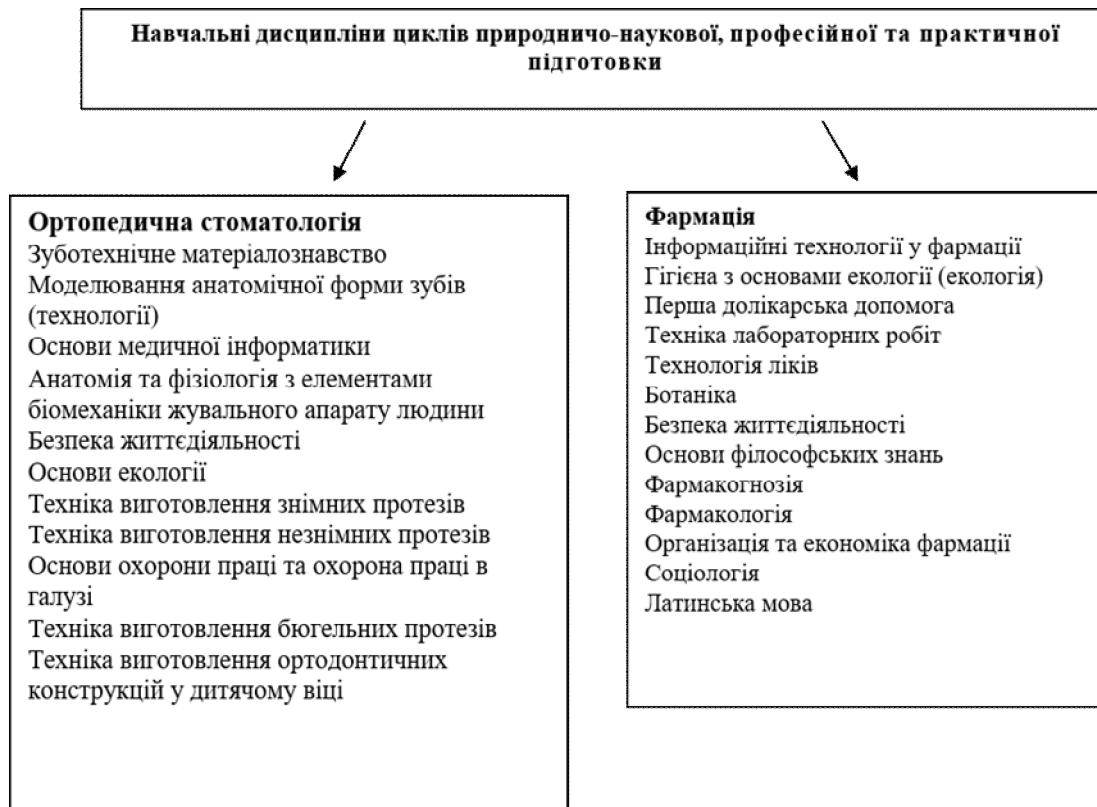 Навчальні дисципліни циклів природничо-наукової, професійної та практичної
підготовки
Ортопедична стоматологія
Зуботехнічне матеріалознавство
Моделювання анатомічної форми зубів
(технології)
Основи медичної інформатики
Анатомія та фізіологія з елементами
біомеханіки жувального апарату людини
Безпека життєдіяльності
Основи екології
Техніка виготовлення знімних протезів
Техніка виготовлення незнімних протезів
Основи охорони праці та охорона праці в
галузі
Техніка виготовлення бюгельних протезів
Техніка виготовлення ортодонтичних
конструкцій у дитячому віці
Фармація
Інформаційні технології у фармації
Гігієна з основами екології (екологія)
Перша долікарська допомога
Техніка лабораторних робіт
Технологія ліків
Ботаніка
Безпека життєдіяльності
Основи філософських знань
Фармакогнозія
Фармакологія
Організація та економіка фармації
Соціологія
Латинська мова